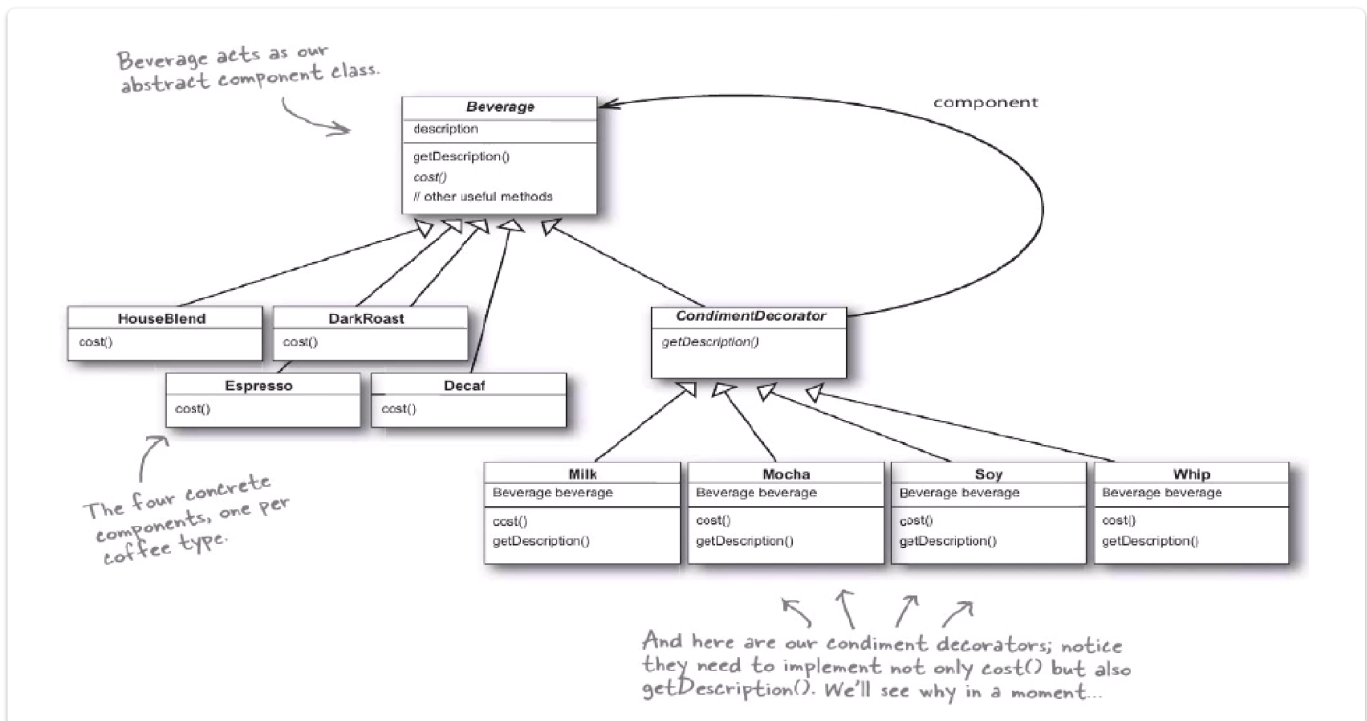 Beverage acts as our
abstract component class.
Beverage
description
getDescription()
cost()
// other useful methods
component
HouseBlend
cost()
DarkRoast
cost()
Espresso
cost()
Decaf
cost()
CondimentDecorator
getDescription()
The four concrete
components, one per
coffee type.
Milk
Beverage beverage
cost()
getDescription()
Mocha
Beverage beverage
cost()
getDescription()
Soy
Beverage beverage
cost()
getDescription()
Whip
Beverage beverage
cost()
getDescription()
And here are our condiment decorators; notice
they need to implement not only cost() but also
getDescription(). We'll see why in a moment...